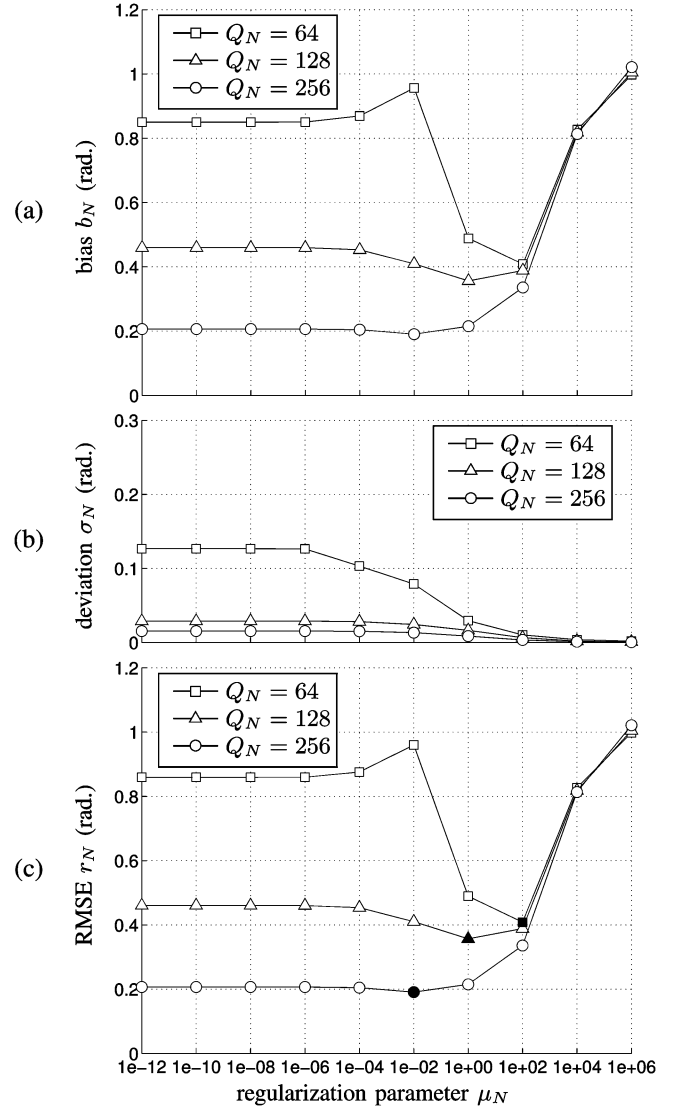 1.2
1
0.8
0.6
0.4
0.2
0
bias b_N (rad.)
(a)
Q_N = 64
Q_N = 128
Q_N = 256
0.3
0.2
0.1
0
deviation σ_N (rad.)
(b)
Q_N = 64
Q_N = 128
Q_N = 256
1.2
1
0.8
0.6
0.4
0.2
0
RMSE r_N (rad.)
(c)
Q_N = 64
Q_N = 128
Q_N = 256
1e-12 1e-10 1e-08 1e-06 1e-04 1e-02 1e+00 1e+02 1e+04 1e+06
regularization parameter μ_N